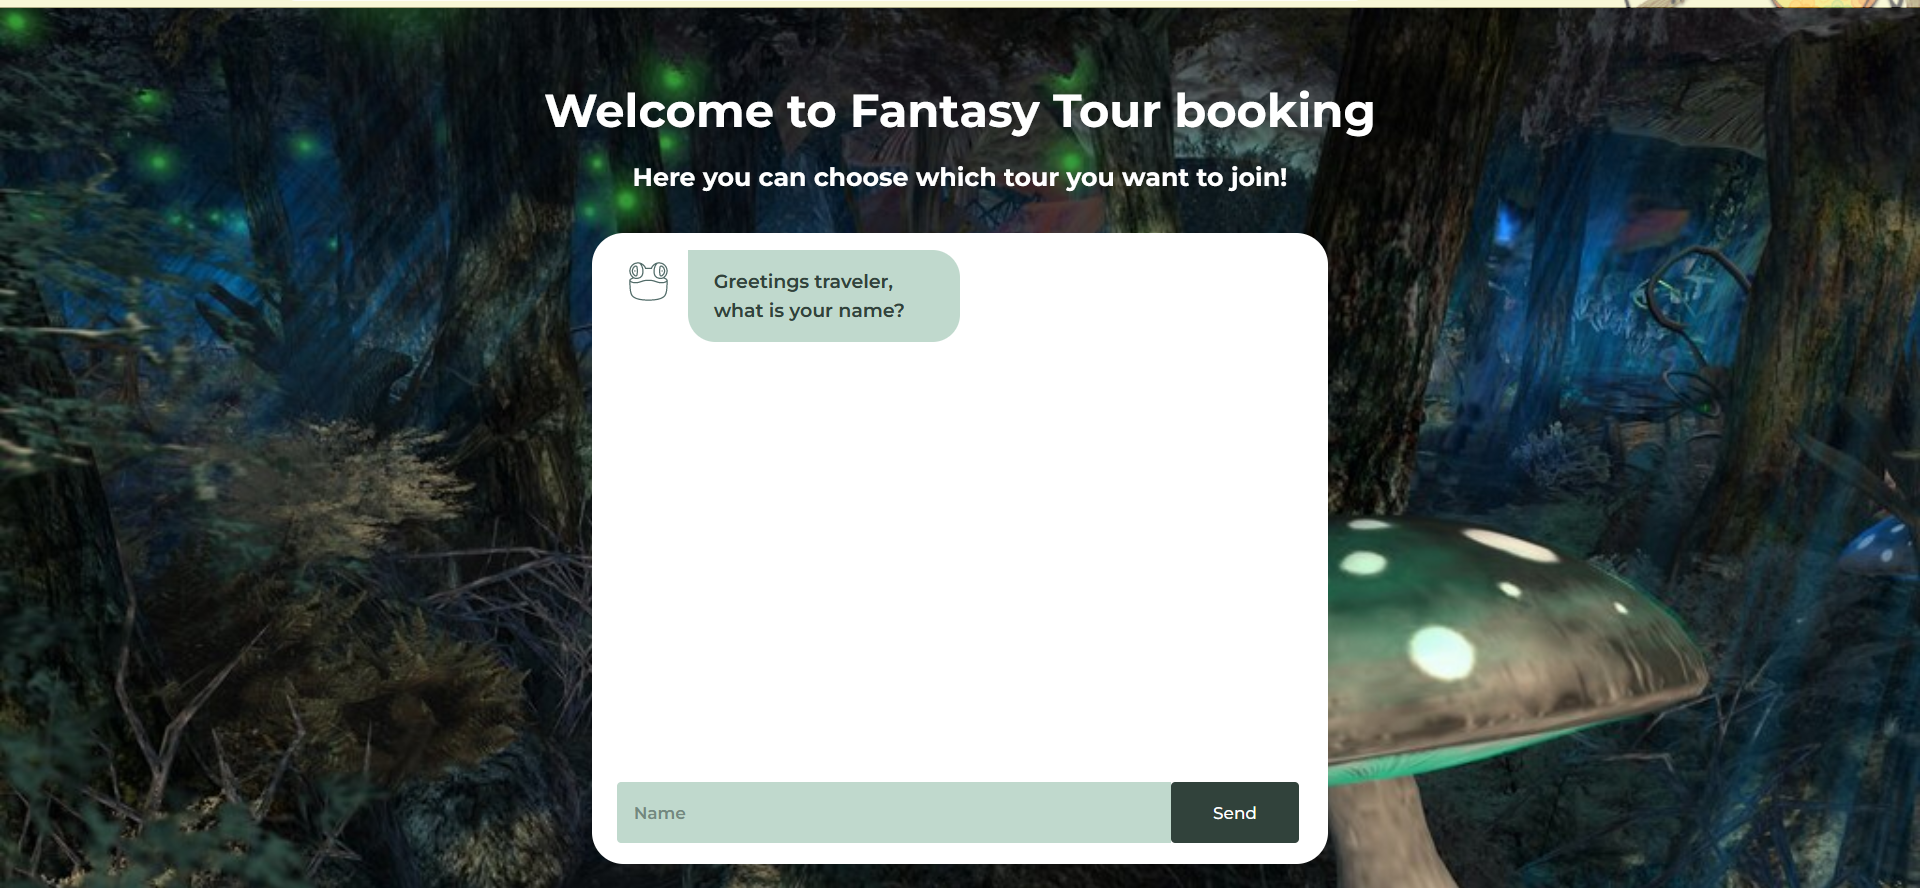 Welcome to Fantasy Tour booking
Here you can choose which tour you want to join!
Greetings traveler,
what is your name?
Name
Send